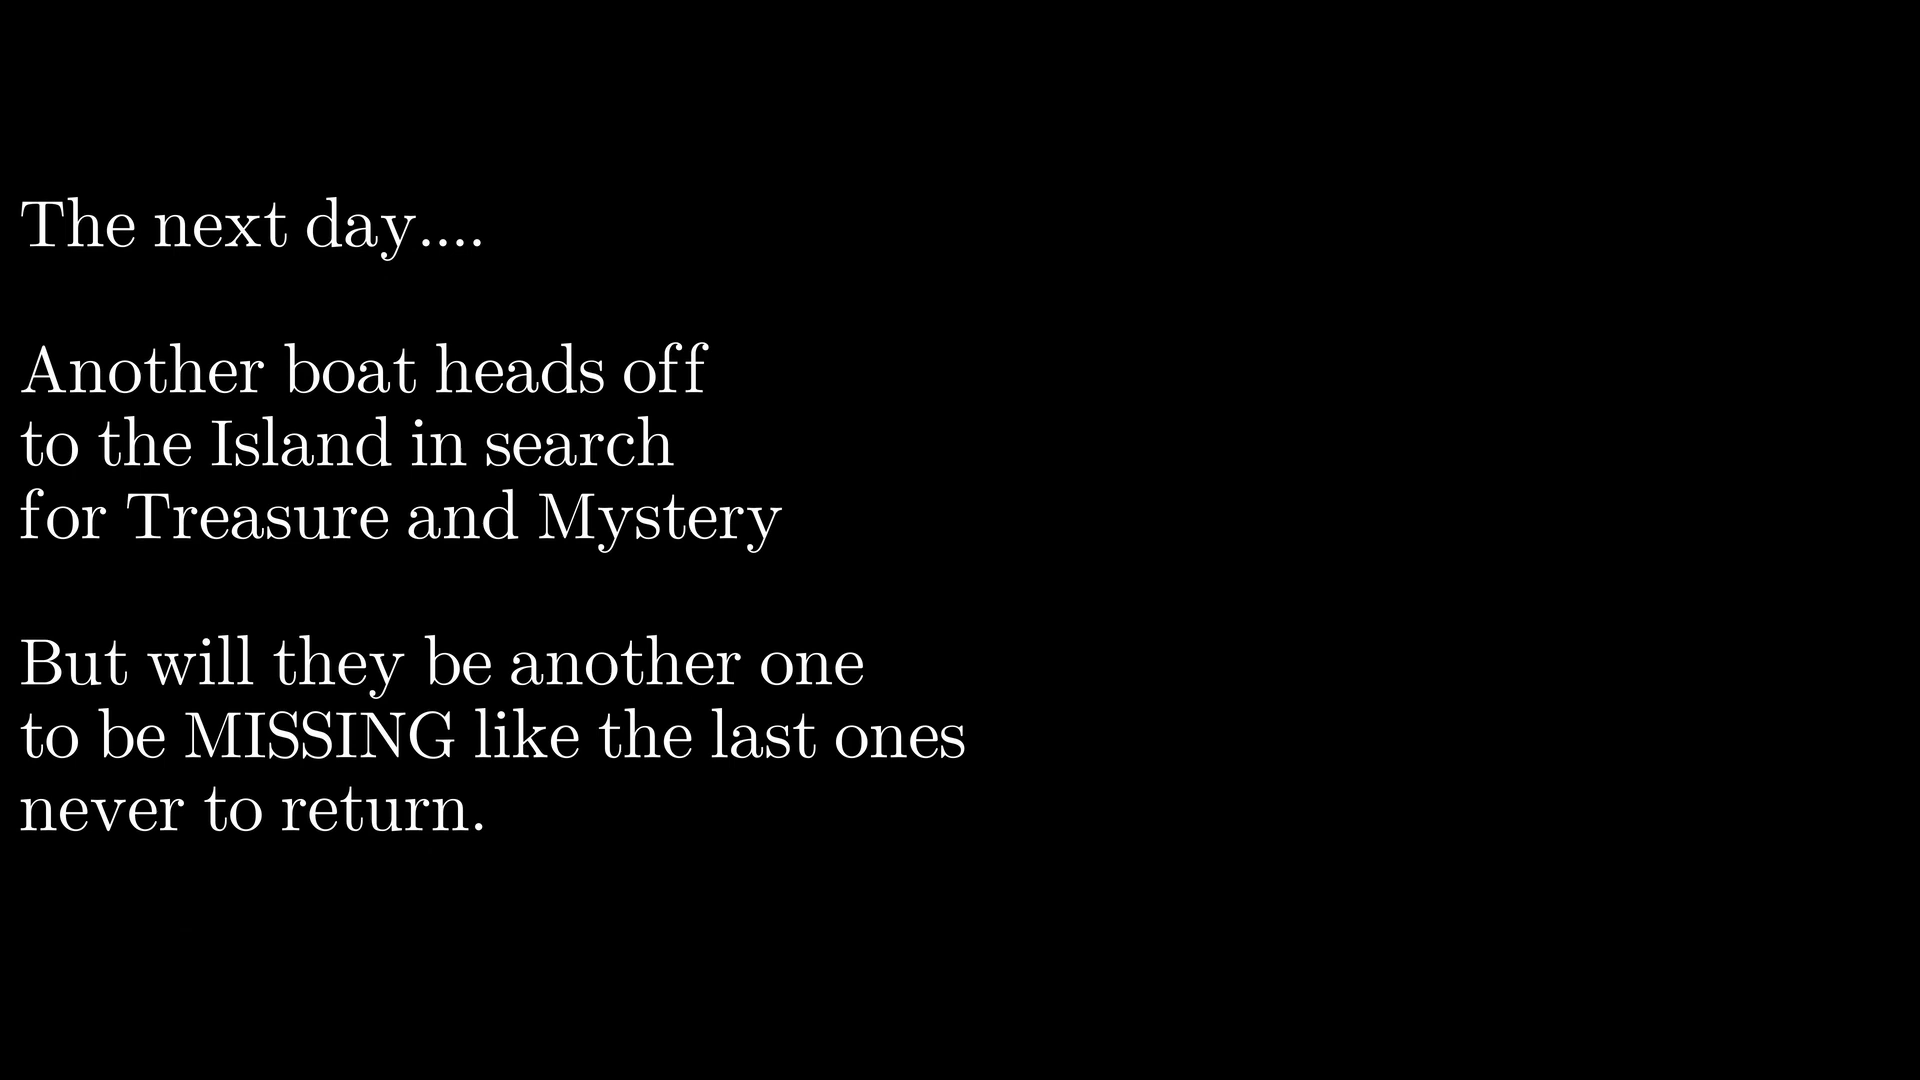 The next day....
Another boat heads off
to the Island in search
for Treasure and Mystery
But will they be another one
to be MISSING like the last ones
never to return.